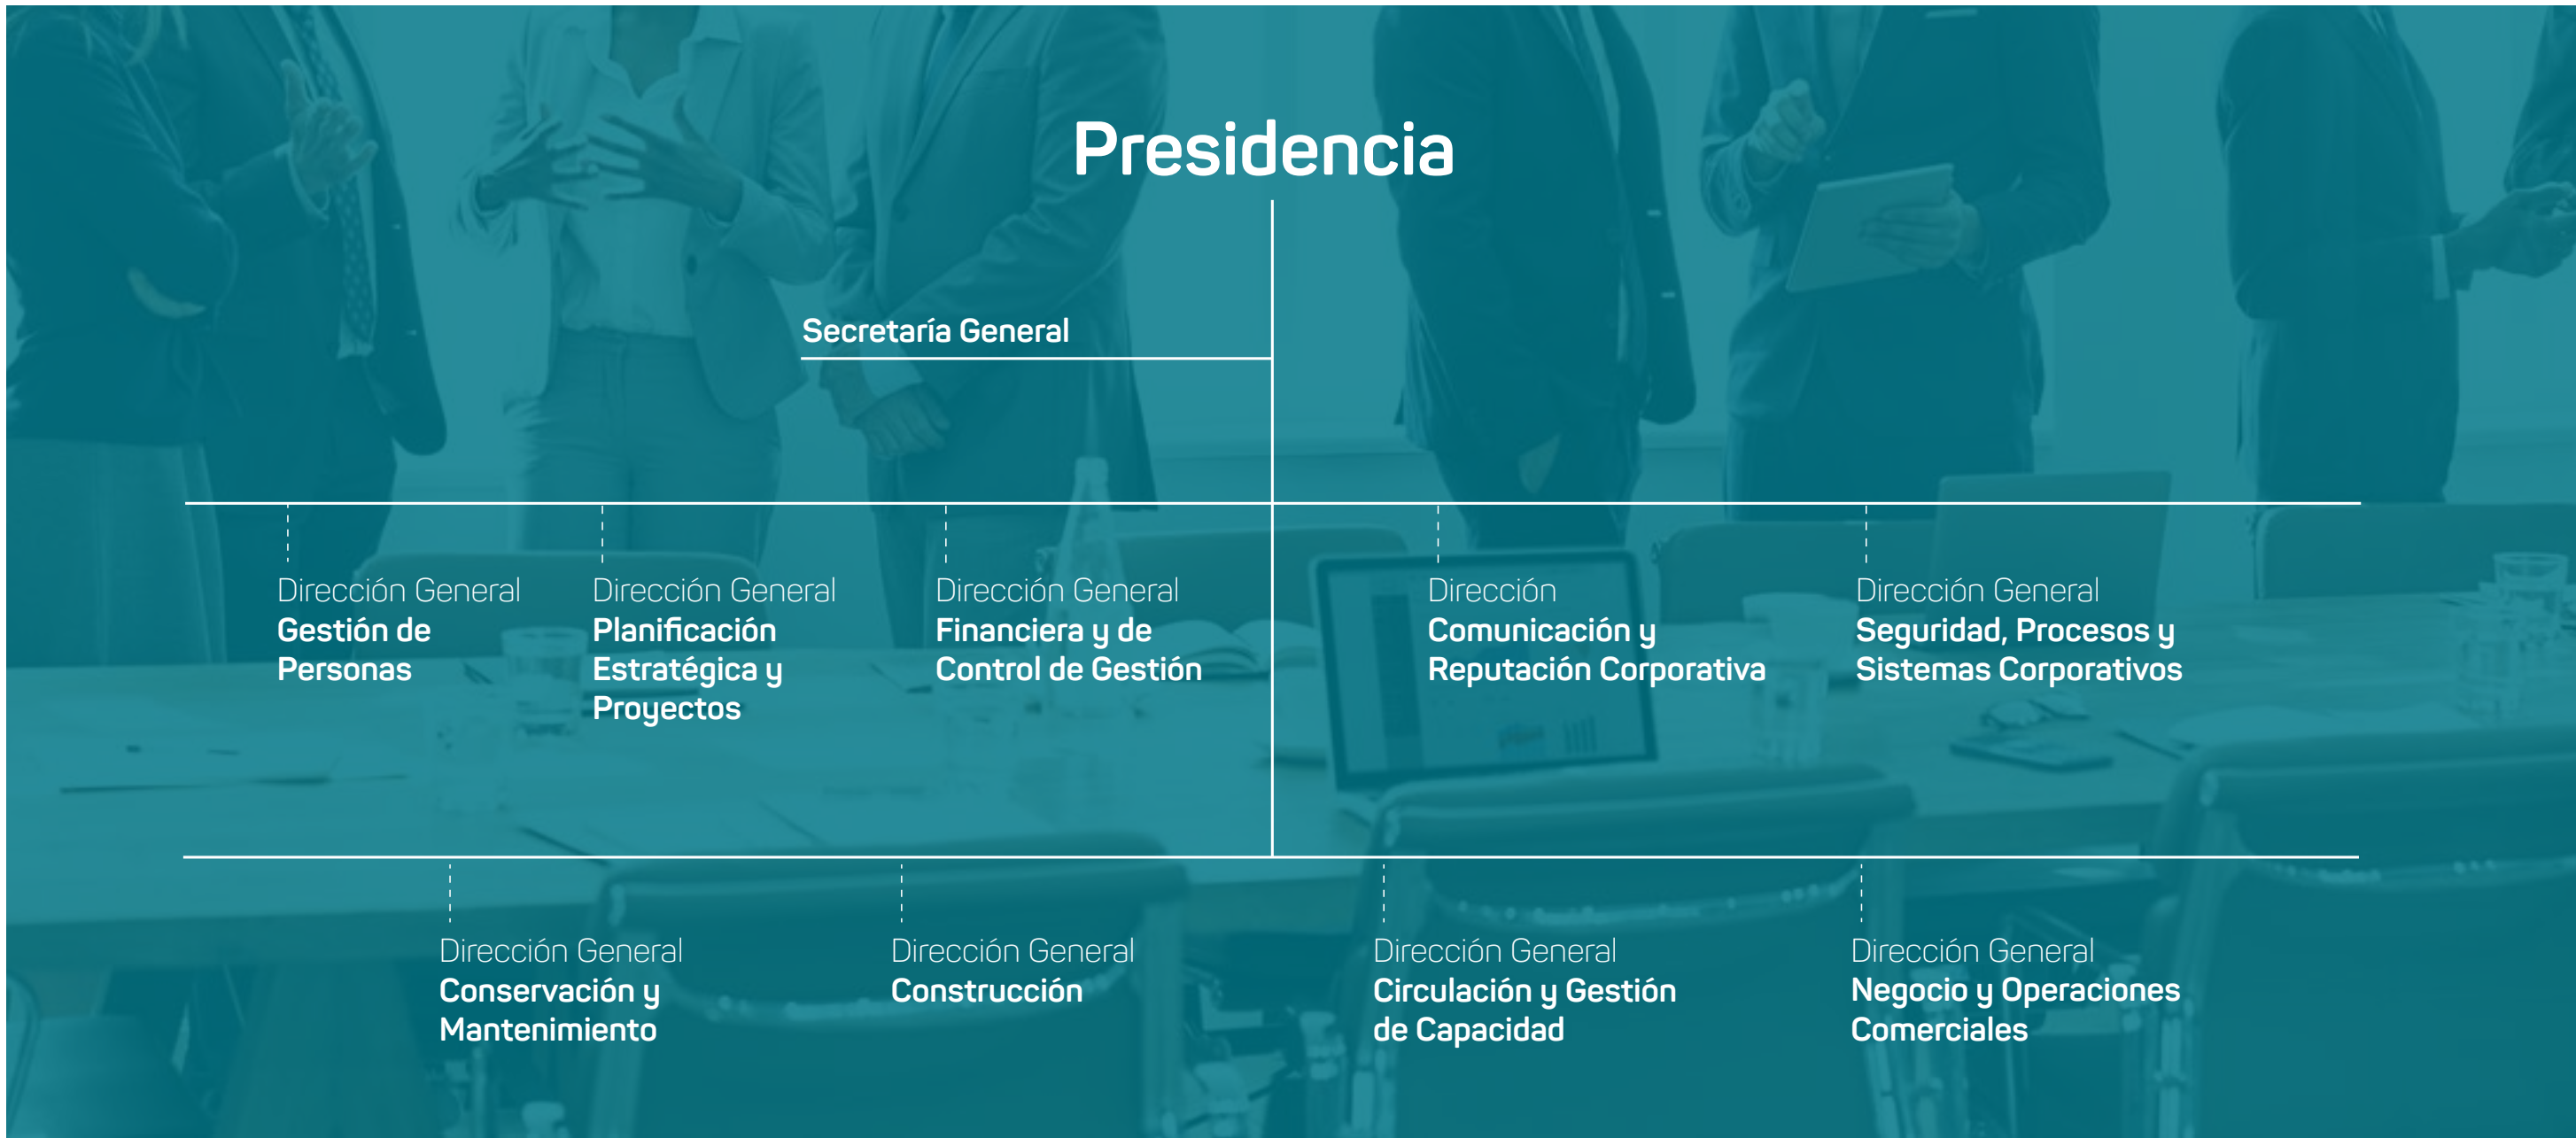 Presidencia
Secretaría General
Dirección General
Gestión de
Personas
Dirección General
Planificación
Estratégica y
Proyectos
Dirección General
Financiera y de
Control de Gestión
Dirección
Comunicación y
Reputación Corporativa
Dirección General
Seguridad, Procesos y
Sistemas Corporativos
Dirección General
Conservación y
Mantenimiento
Dirección General
Construcción
Dirección General
Circulación y Gestión
de Capacidad
Dirección General
Negocio y Operaciones
Comerciales